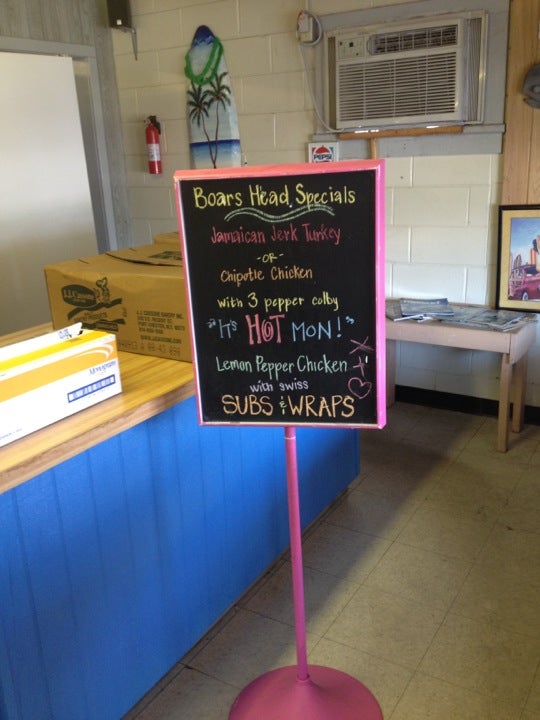 PEPSI
Boars Head Specials
Jamaican Jerk Turkey
-OR-
Chipotle Chicken
with 3 pepper colby
"It's HOT MON!"
Lemon Pepper Chicken
with swiss
SUBS & WRAPS